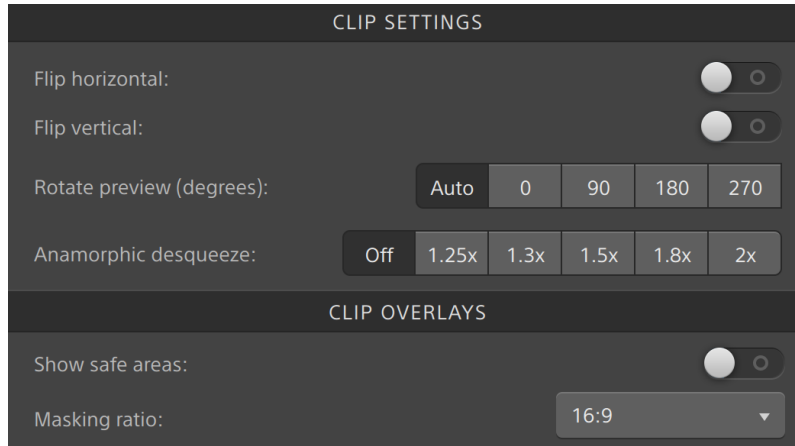 CLIP SETTINGS
Flip horizontal:
Flip vertical:
Rotate preview (degrees): Auto 0 90 180 270
Anamorphic desqueeze: Off 1.25x 1.3x 1.5x 1.8x 2x
CLIP OVERLAYS
Show safe areas:
Masking ratio: 16:9